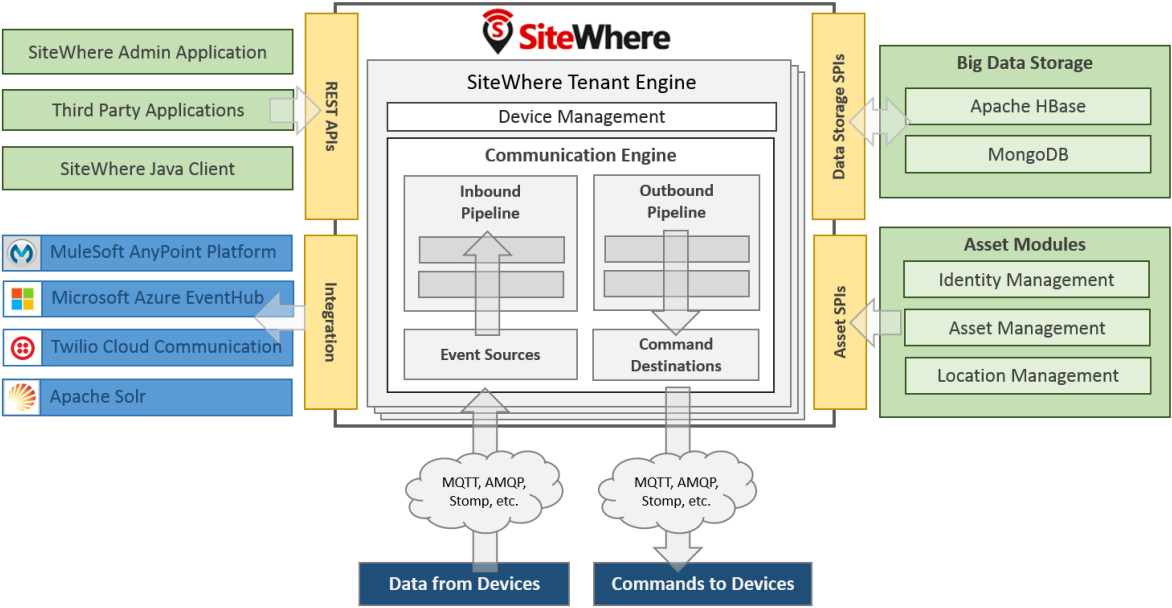 S
SiteWhere
SiteWhere Admin Application
Third Party Applications
SiteWhere Java Client
REST APIs
MuleSoft AnyPoint Platform
Microsoft Azure EventHub
Twilio Cloud Communication
Apache Solr
Integration
SiteWhere Tenant Engine
Device Management
Communication Engine
Inbound
Pipeline
Event Sources
Outbound
Pipeline
Command
Destinations
Data Storage SPIs
Big Data Storage
Apache HBase
MongoDB
Asset SPIs
Asset Modules
Identity Management
Asset Management
Location Management
MQTT, AMQP,
Stomp, etc.
MQTT, AMQP,
Stomp, etc.
Data from Devices
Commands to Devices